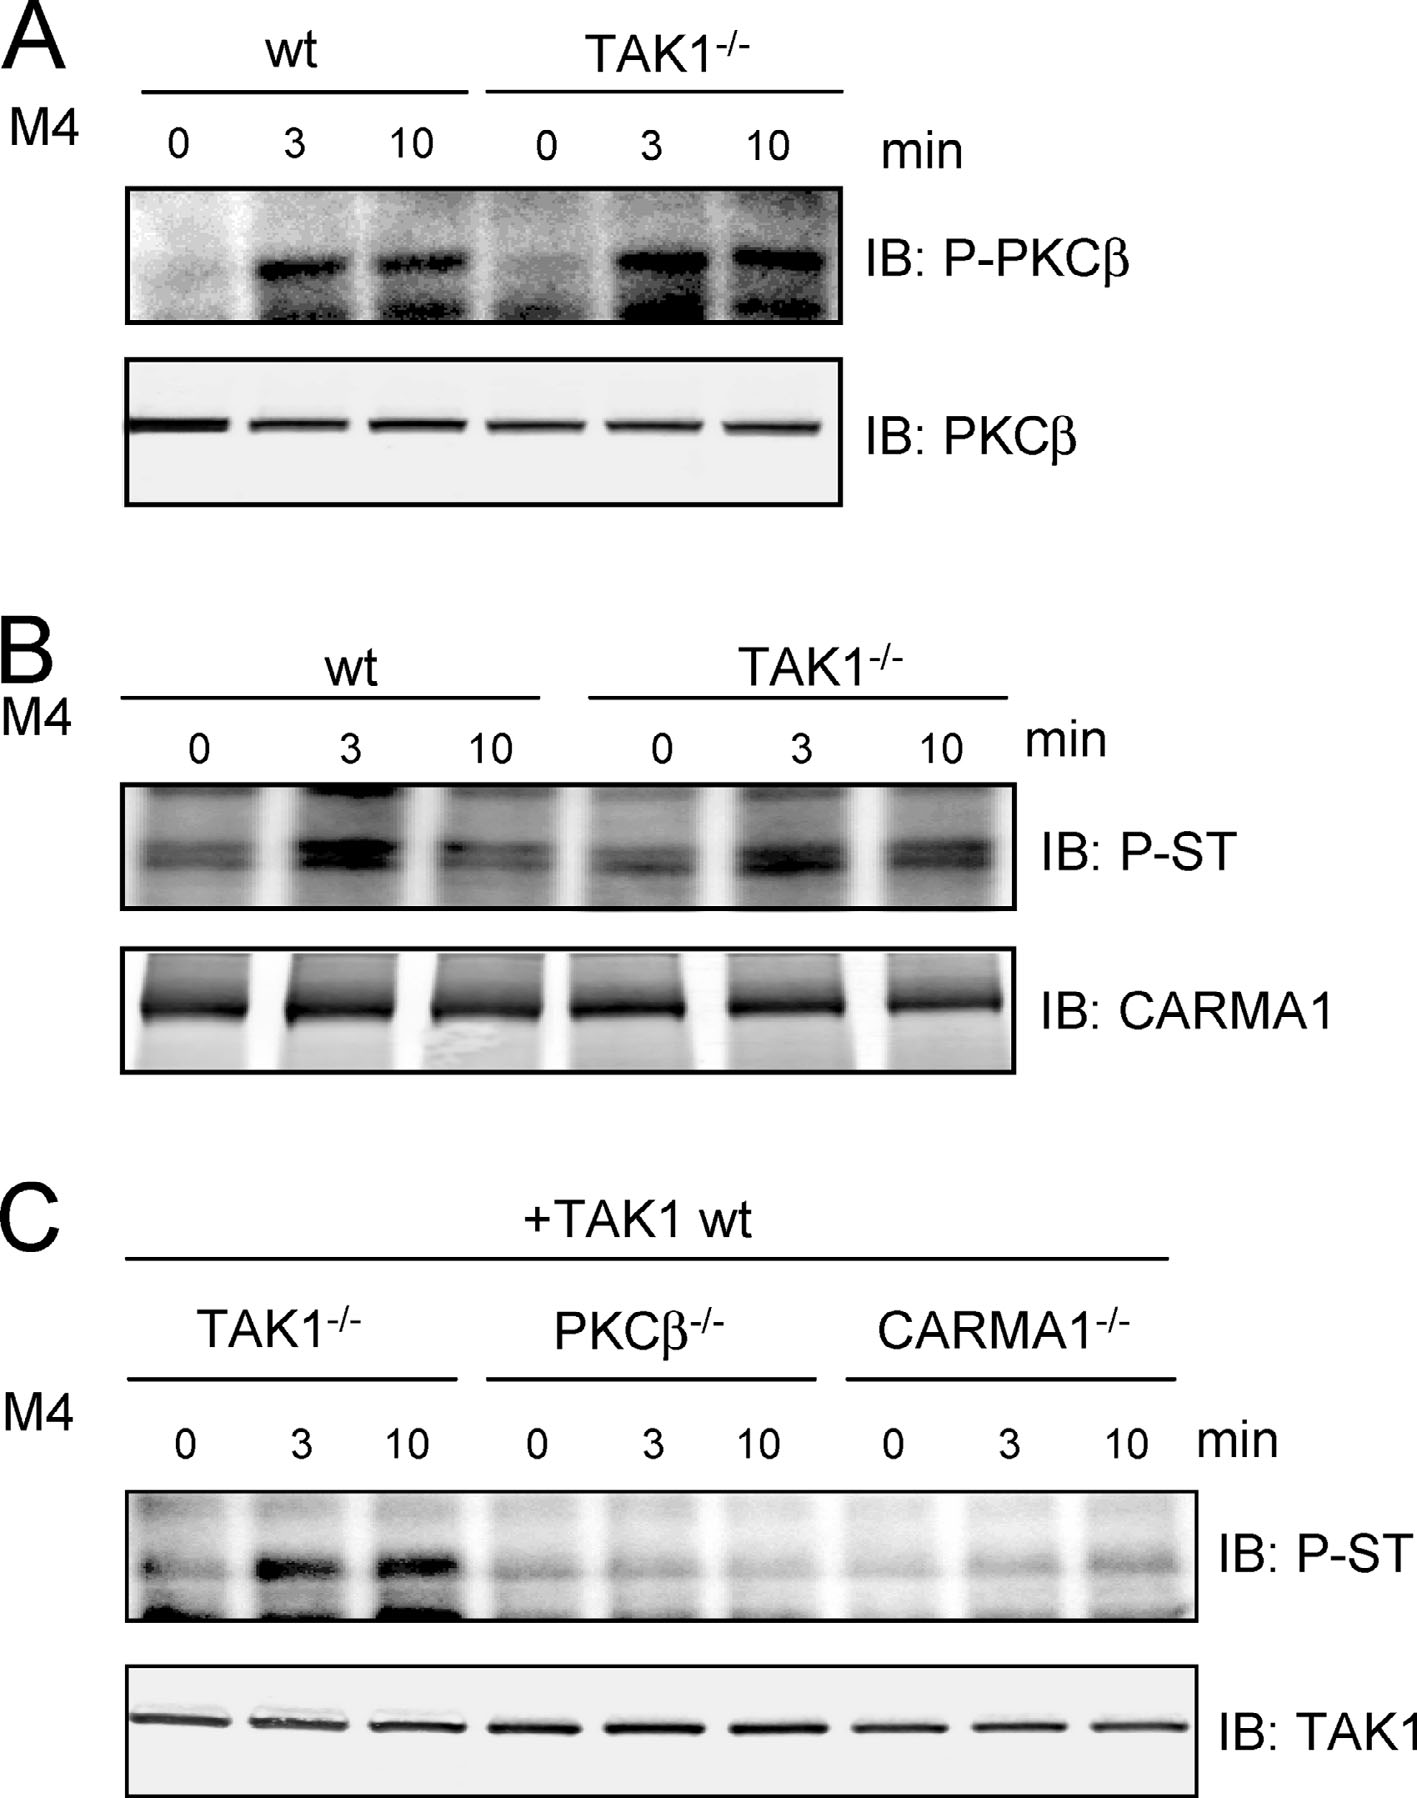 A
wt TAK1-/-
M4 0 3 10 0 3 10 min
IB: P-PKCβ
IB: PKCβ
B
wt TAK1-/-
M4 0 3 10 0 3 10 min
IB: P-ST
IB: CARMA1
C
+TAK1 wt
TAK1-/- PKCβ-/- CARMA1-/-
M4 0 3 10 0 3 10 0 3 10 min
IB: P-ST
IB: TAK1